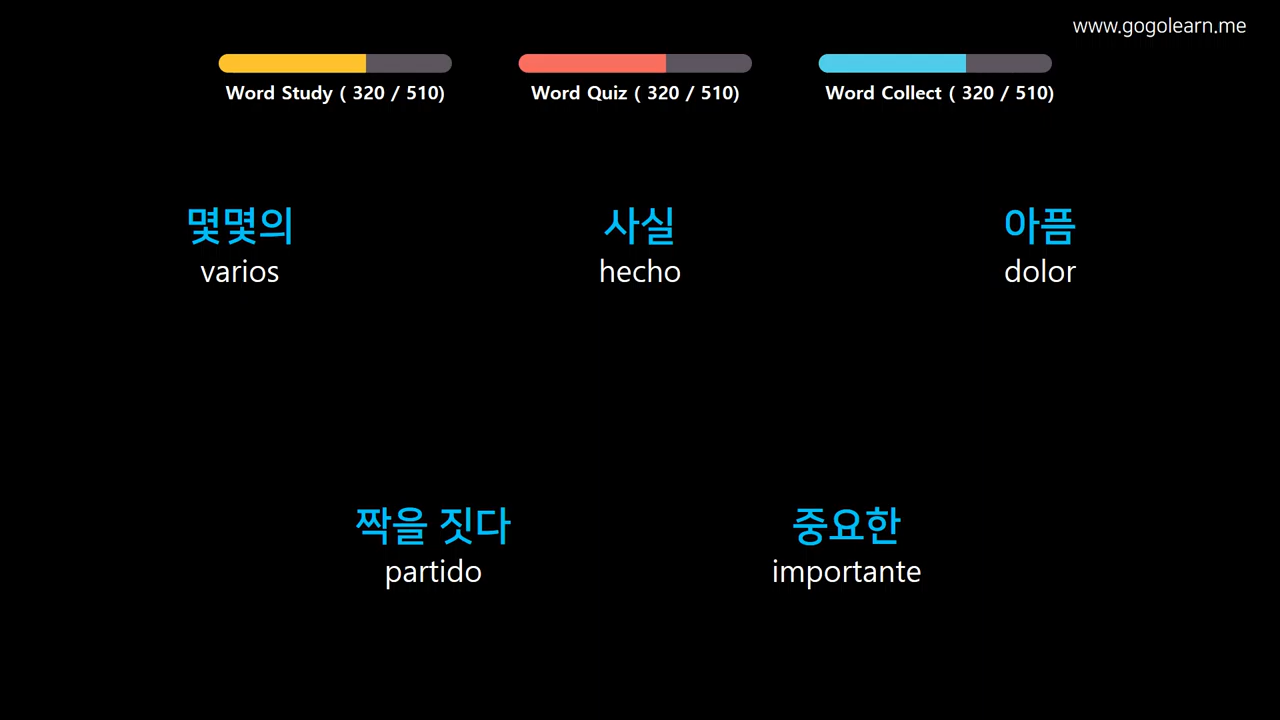 www.gogolearn.me
Word Study ( 320 / 510)
Word Quiz ( 320 / 510)
Word Collect ( 320 / 510)
몇몇의
varios
사실
hecho
아픔
dolor
짝을 짓다
partido
중요한
importante